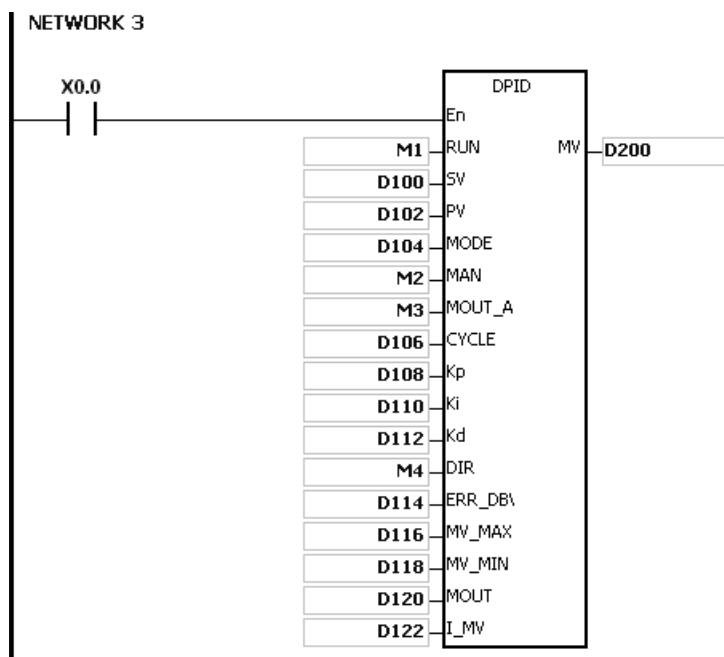 NETWORK 3
X0.0
DPID
En
M1 RUN MV D200
D100 SV
D102 PV
D104 MODE
M2 MAN
M3 MOUT_A
D106 CYCLE
D108 Kp
D110 Ki
D112 Kd
M4 DIR
D114 ERR_DB\
D116 MV_MAX
D118 MV_MIN
D120 MOUT
D122 I_MV